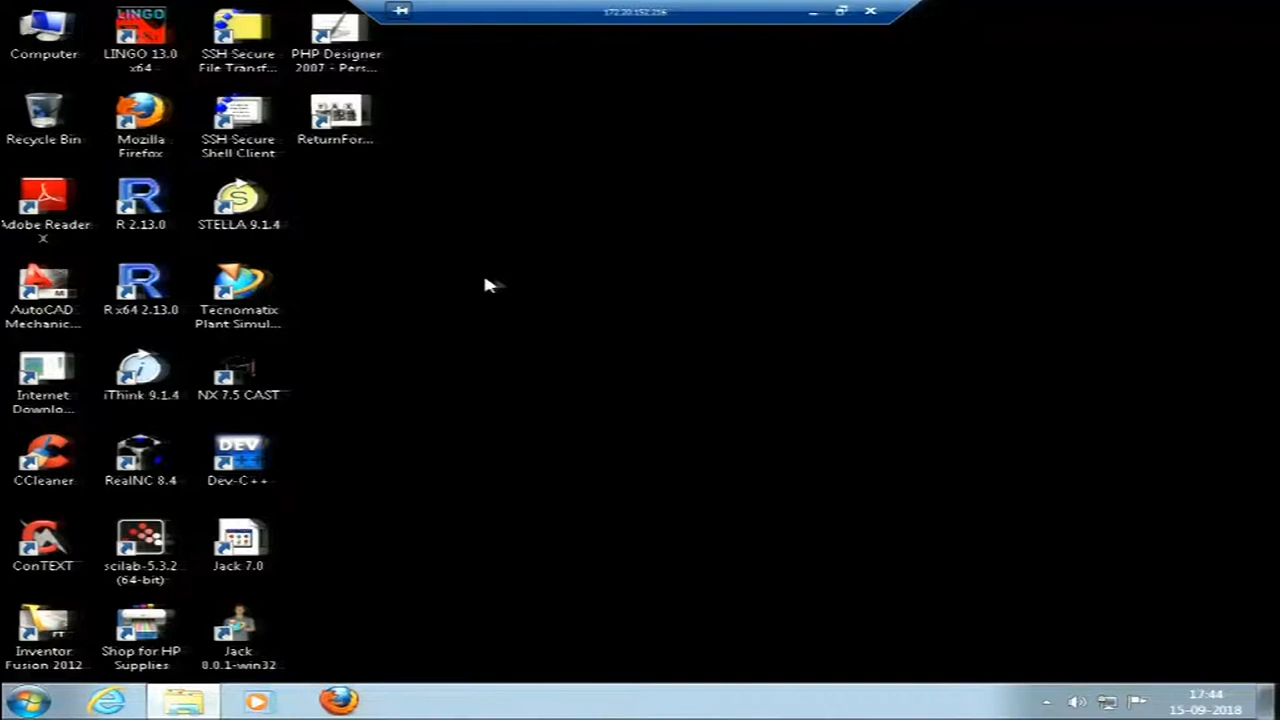 172.20.152.216
Computer
LINGO 13.0
x64
SSH Secure
File Transf...
PHP Designer
2007 - Pers...
Recycle Bin
Mozilla
Firefox
SSH Secure
Shell Client
ReturnFor...
Adobe Reader
X
R 2.13.0
STELLA 9.1.4
AutoCAD
Mechanic...
R x64 2.13.0
Tecnomatix
Plant Simul...
Internet
Downlo...
iThink 9.1.4
NX 7.5 CAST
CCleaner
RealNC 8.4
DEV
Dev-C++
ConTEXT
scilab-5.3.2
(64-bit)
Jack 7.0
Inventor
Fusion 2012
Shop for HP
Supplies
Jack
8.0.1-win32
17:44
15-09-2018